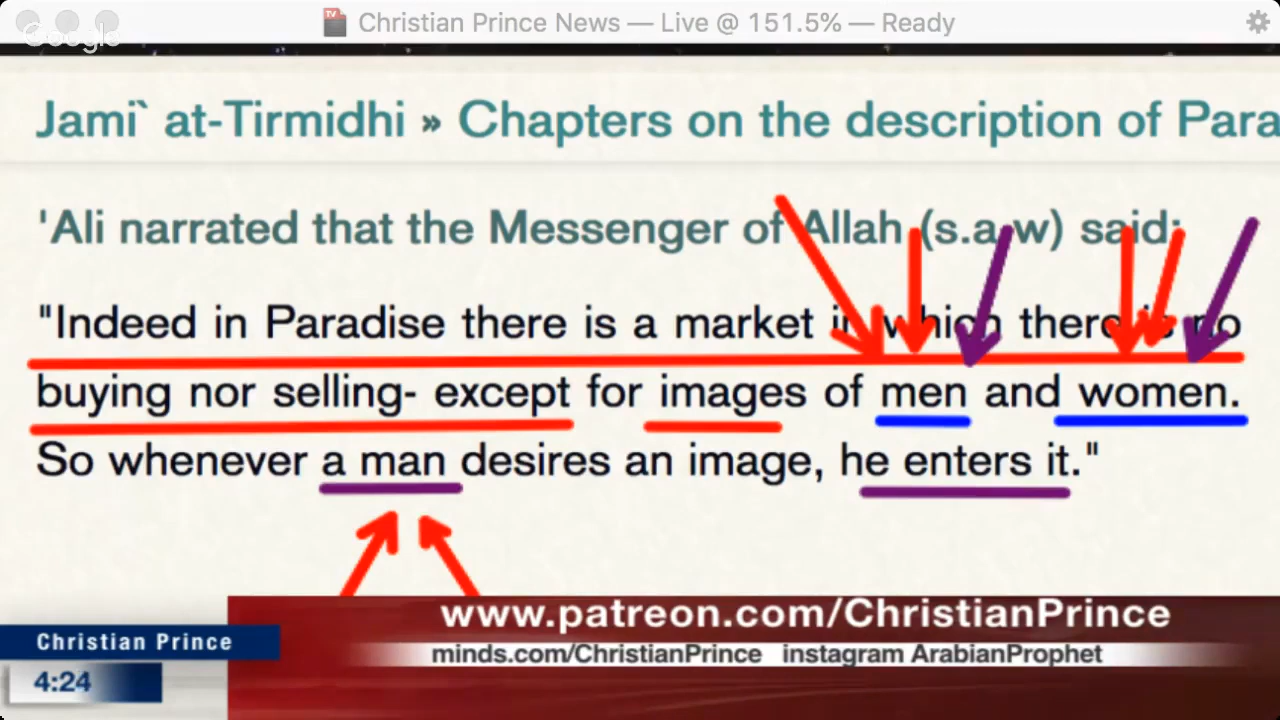 Christian Prince News — Live @ 151.5% — Ready
Google
Jami` at-Tirmidhi » Chapters on the description of Para
'Ali narrated that the Messenger of Allah (s.a.w) said:
"Indeed in Paradise there is a market in which there is no
buying nor selling- except for images of men and women.
So whenever a man desires an image, he enters it."
www.patreon.com/ChristianPrince
Christian Prince
minds.com/ChristianPrince instagram ArabianProphet
4:24
TV